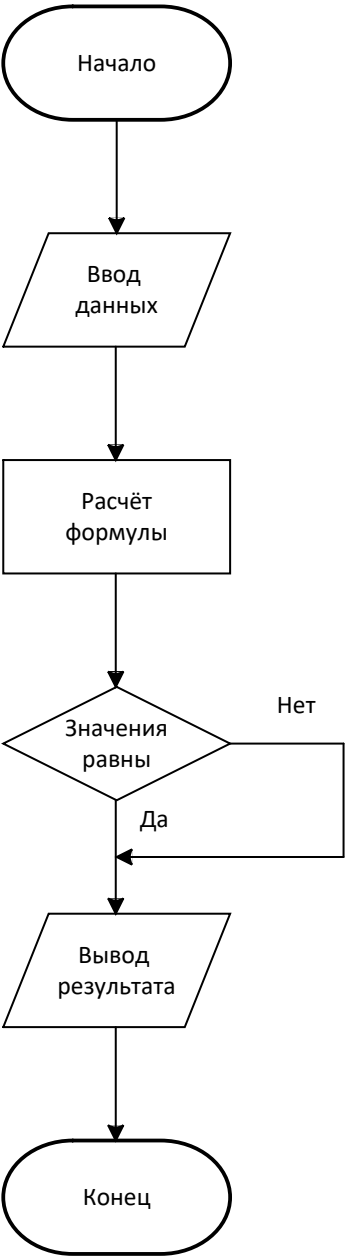 Начало
Ввод
данных
Расчёт
формулы
Значения
равны
Нет
Да
Вывод
результата
Конец